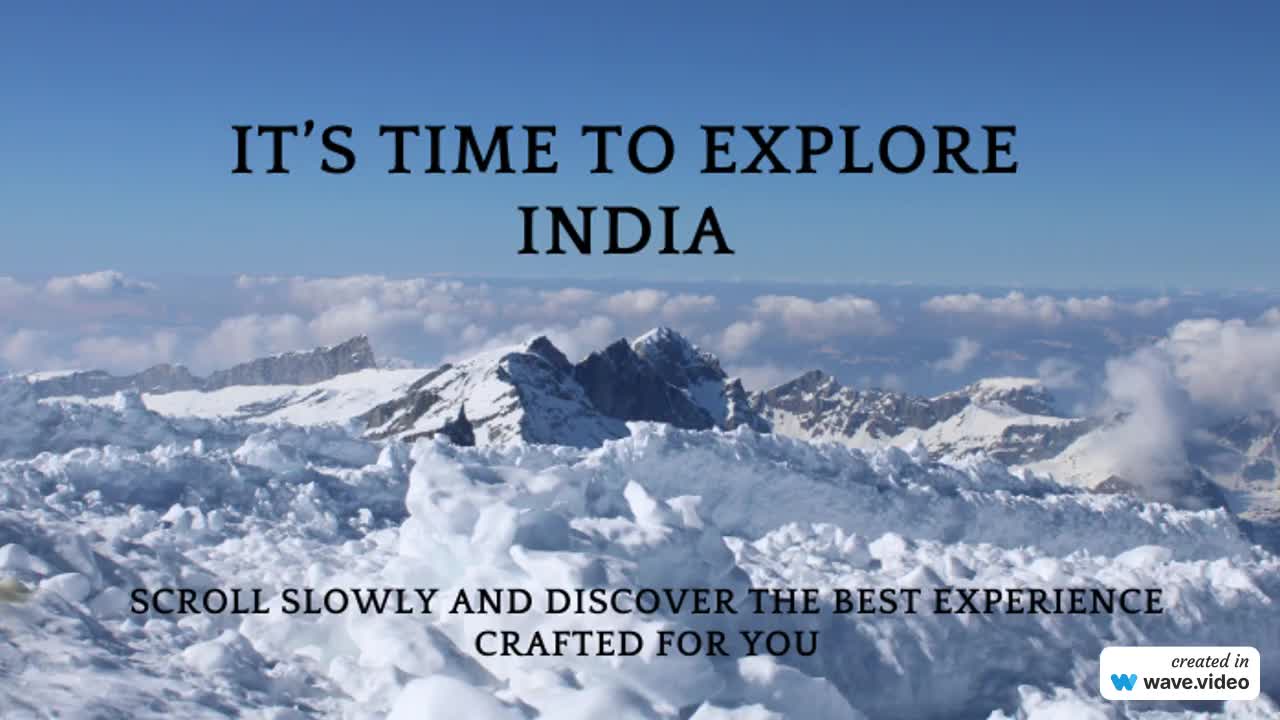 IT’S TIME TO EXPLORE
INDIA
SCROLL SLOWLY AND DISCOVER THE BEST EXPERIENCE
CRAFTED FOR YOU
created in
wave.video